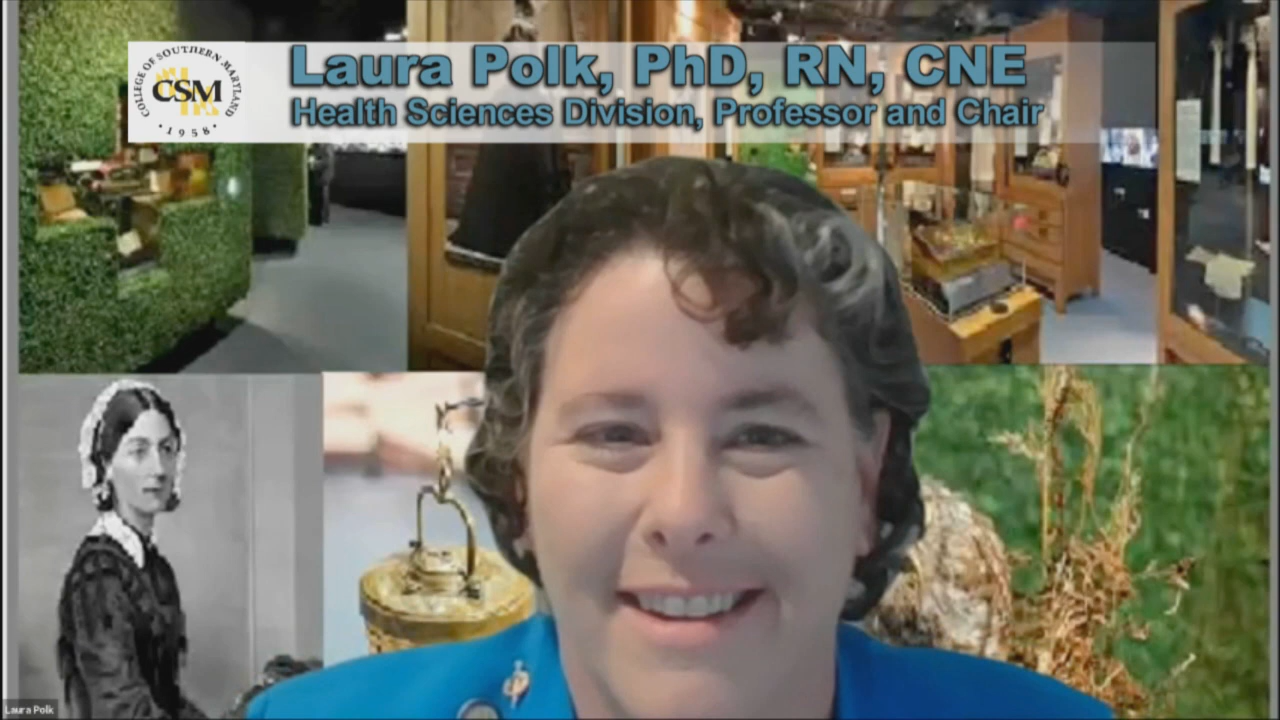 COLLEGE OF SOUTHERN MARYLAND
CSM
• 1958 •
Laura Polk, PhD, RN, CNE
Health Sciences Division, Professor and Chair
Laura Polk